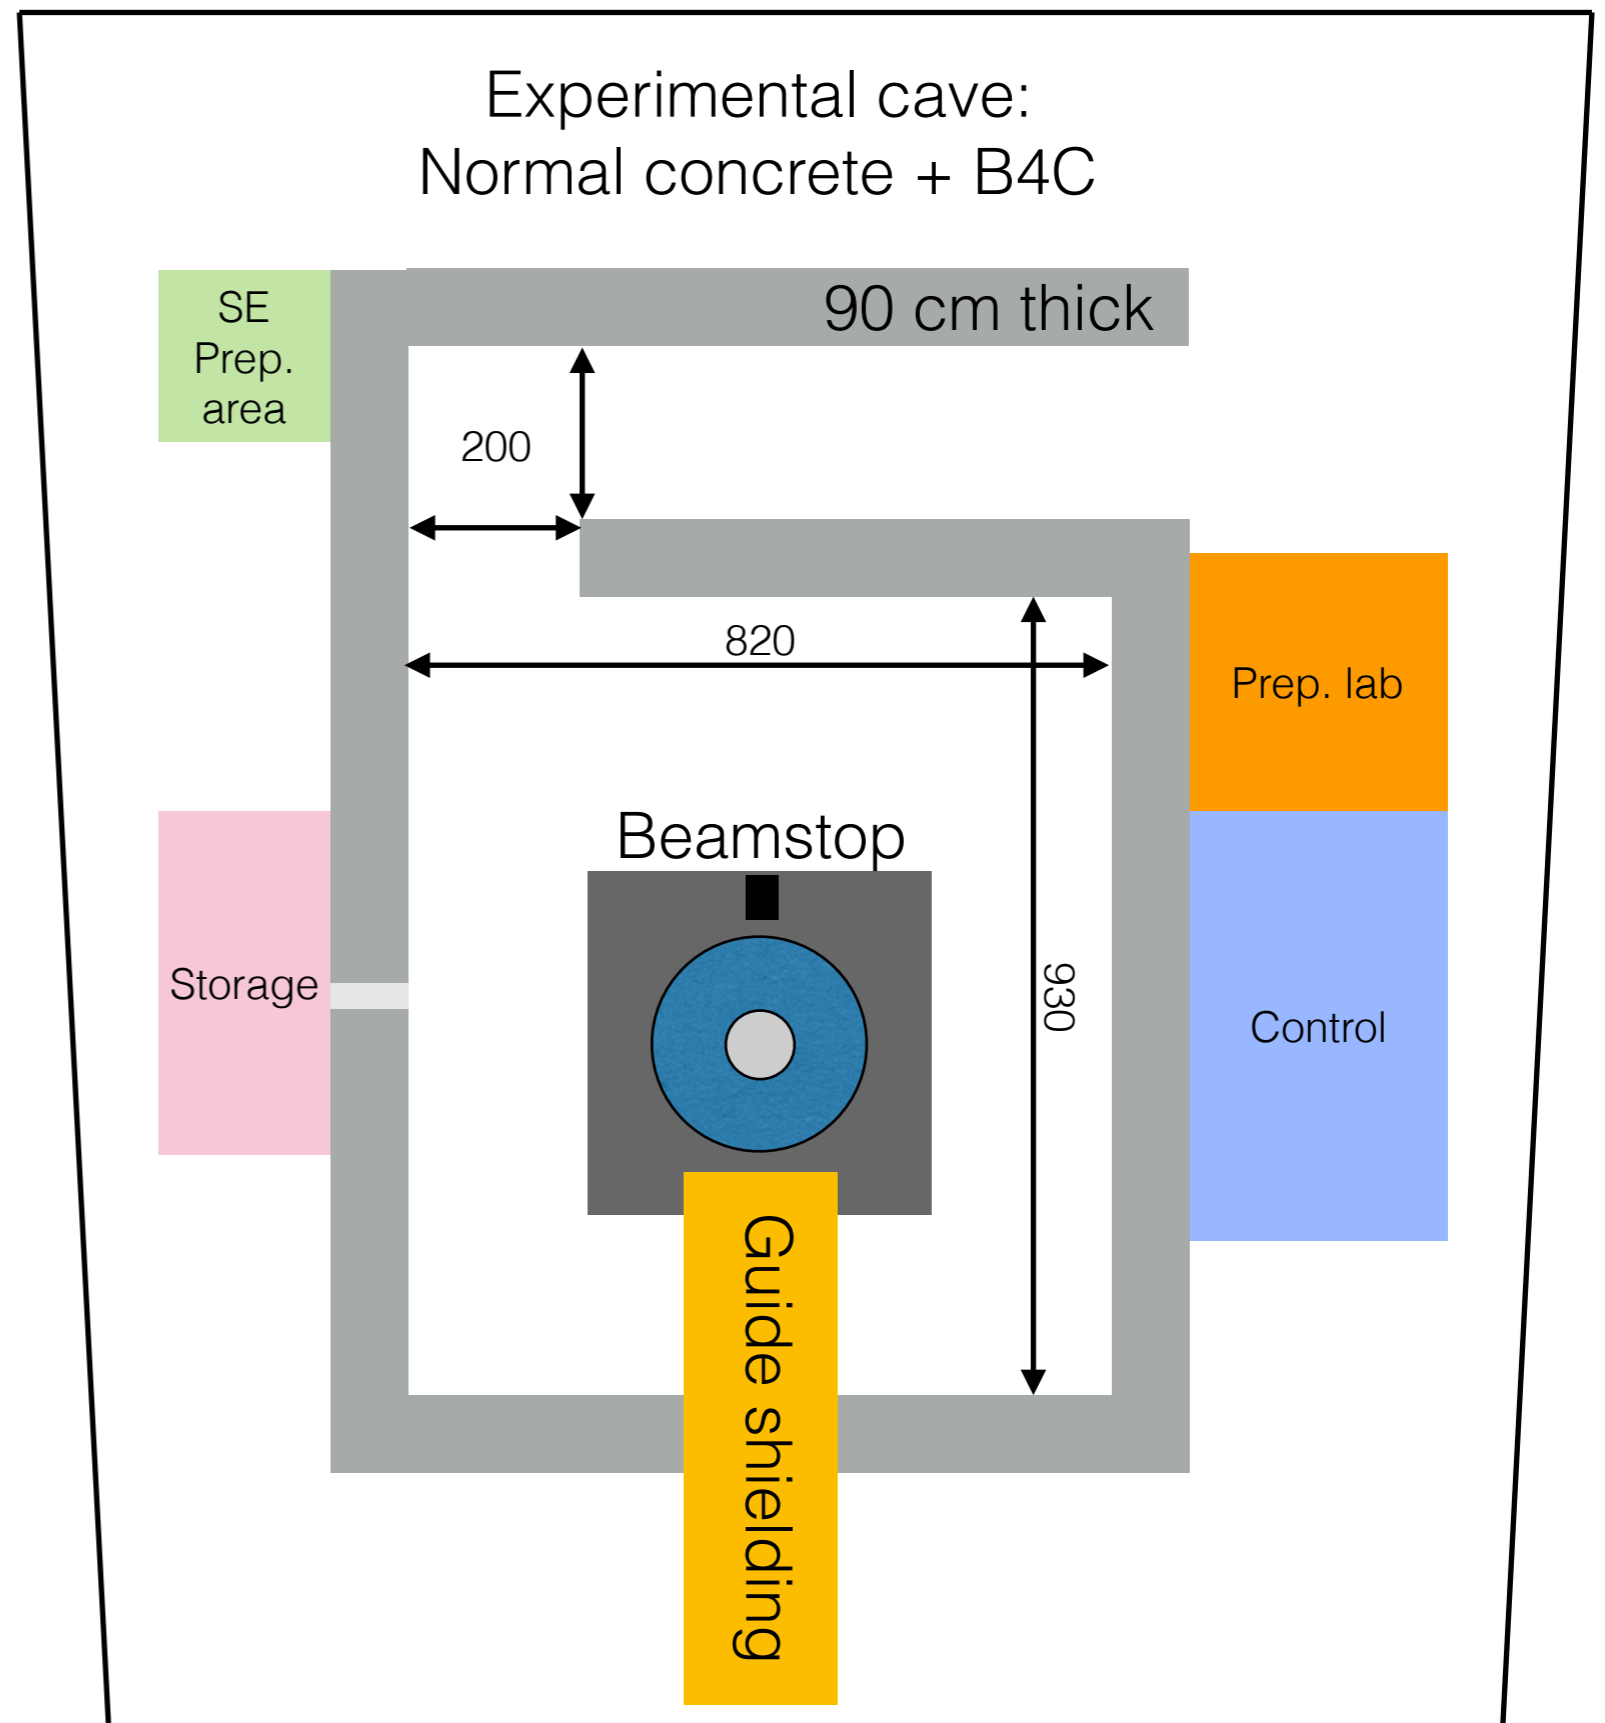 Experimental cave:
Normal concrete + B4C
SE
Prep.
area
90 cm thick
200
820
Prep. lab
Beamstop
Storage
930
Control
Guide shielding